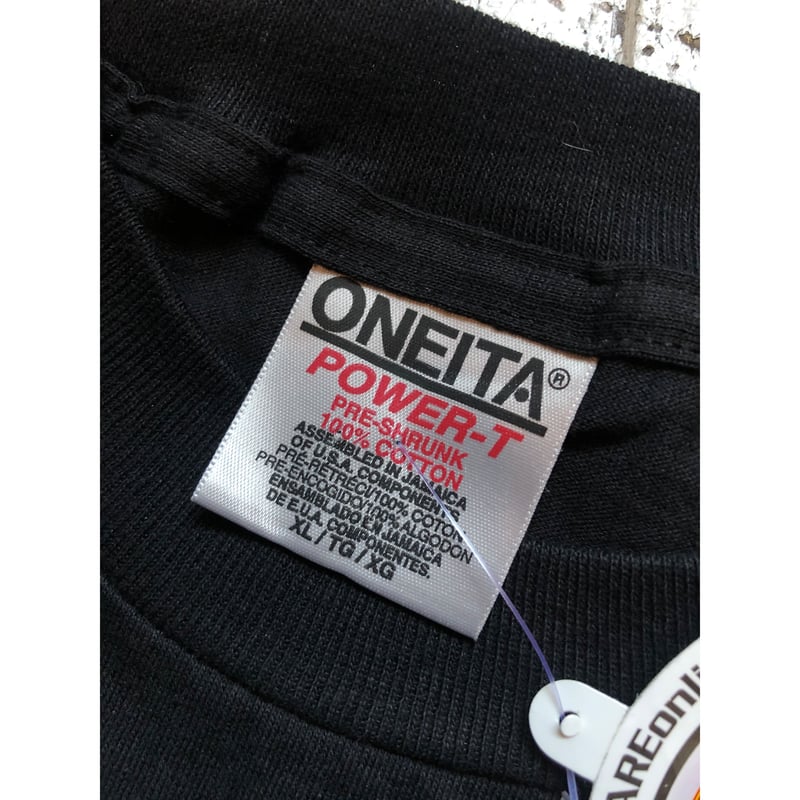 ONEITA®
POWER-T
PRE-SHRUNK
100% COTTON
ASSEMBLED IN JAMAICA
OF U.S.A. COMPONENTS.
PRÉ-RÉTRÉCI/100% COTON
PRE-ENCOGIDO/100% ALGODON
ENSAMBLADO EN JAMAICA
DE E.U.A. COMPONENTES.
XL / TG / XG